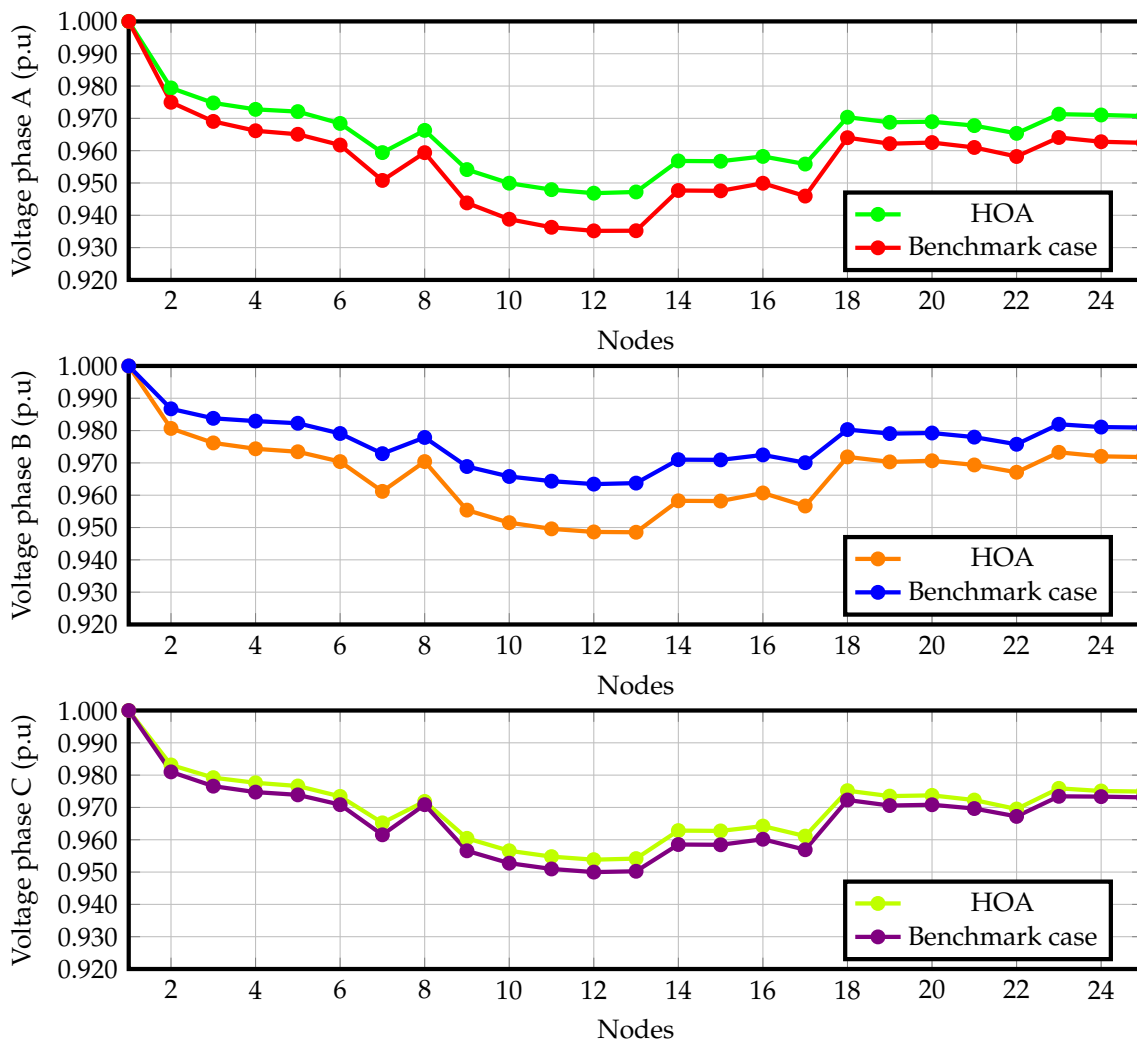 1.000
0.990
0.980
0.970
0.960
0.950
0.940
0.930
0.920
Voltage phase A (p.u)
HOA
Benchmark case
2 4 6 8 10 12 14 16 18 20 22 24
Nodes
1.000
0.990
0.980
0.970
0.960
0.950
0.940
0.930
0.920
Voltage phase B (p.u)
HOA
Benchmark case
2 4 6 8 10 12 14 16 18 20 22 24
Nodes
1.000
0.990
0.980
0.970
0.960
0.950
0.940
0.930
0.920
Voltage phase C (p.u)
HOA
Benchmark case
2 4 6 8 10 12 14 16 18 20 22 24
Nodes